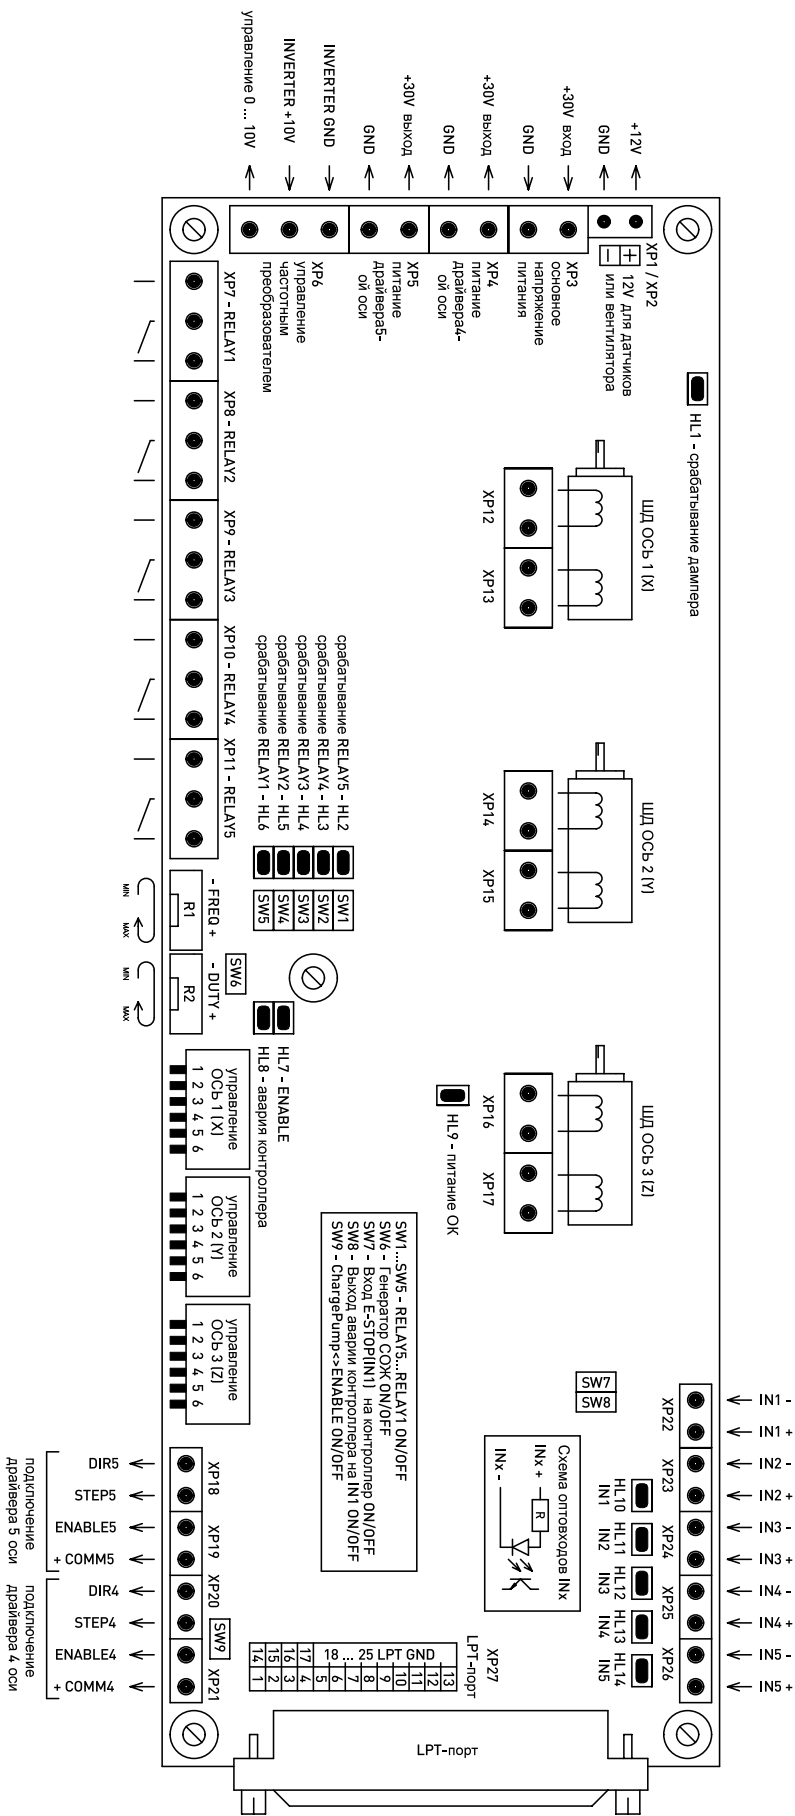 управление 0 ... 10V
INVERTER +10V
INVERTER GND
GND
+30V выход
GND
+30V выход
GND
+30V вход
GND
+12V
XP1 / XP2
12V для датчиков
или вентилятора
+
−
XP3
основное
напряжение
питания
XP4
питание
драйвера4-
ой оси
XP5
питание
драйвера5-
ой оси
XP6
управление
частотным
преобразователем
HL1 - срабатывание дампера
XP7 - RELAY1
XP8 - RELAY2
XP9 - RELAY3
XP10 - RELAY4
XP11 - RELAY5
ШД ОСЬ 1 (X)
XP12
XP13
ШД ОСЬ 2 (Y)
XP14
XP15
ШД ОСЬ 3 (Z)
XP16
XP17
срабатывание RELAY5 - HL2
срабатывание RELAY4 - HL3
срабатывание RELAY3 - HL4
срабатывание RELAY2 - HL5
срабатывание RELAY1 - HL6
SW1
SW2
SW3
SW4
SW5
- FREQ +
R1
MIN
MAX
SW6
- DUTY +
R2
MIN
MAX
HL7 - ENABLE
HL8 - авария контроллера
HL9 - питание ОК
управление
ОСЬ 1 (X)
1 2 3 4 5 6
управление
ОСЬ 2 (Y)
1 2 3 4 5 6
управление
ОСЬ 3 (Z)
1 2 3 4 5 6
SW1...SW5 - RELAY5...RELAY1 ON/OFF
SW6 - Генератор СОЖ ON/OFF
SW7 - Вход E-STOP(IN1) на контроллер ON/OFF
SW8 - Выход аварии контроллера на IN1 ON/OFF
SW9 - ChargePump<>ENABLE ON/OFF
SW7
SW8
XP22
XP23
XP24
XP25
XP26
IN1 -
IN1 +
IN2 -
IN2 +
IN3 -
IN3 +
IN4 -
IN4 +
IN5 -
IN5 +
HL10
IN1
HL11
IN2
HL12
IN3
HL13
IN4
HL14
IN5
Схема оптовходов INx
INx +
R
INx -
XP18
XP19
XP20
XP21
SW9
DIR5
STEP5
ENABLE5
+ COMM5
DIR4
STEP4
ENABLE4
+ COMM4
подключение
драйвера 5 оси
подключение
драйвера 4 оси
XP27
LPT-порт
14 15 16 17 18 ... 25 LPT GND
1 2 3 4 5 6 7 8 9 10 11 12 13
LPT-порт